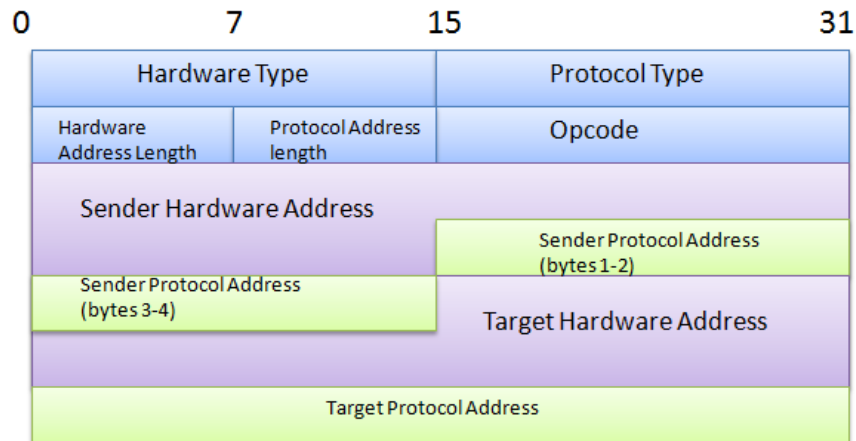 0 7 15 31
Hardware Type Protocol Type
Hardware
Address Length
Protocol Address
length
Opcode
Sender Hardware Address
Sender Protocol Address
(bytes 1-2)
Sender Protocol Address
(bytes 3-4)
Target Hardware Address
Target Protocol Address